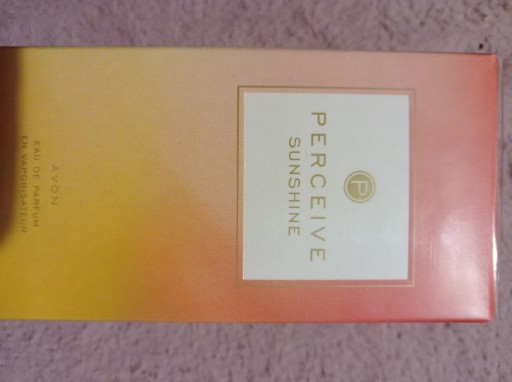 P
PERCEIVE
SUNSHINE
AVON
EAU DE PARFUM
EN VAPORISATEUR